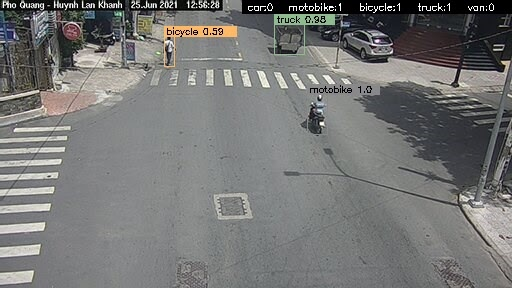 Pho Quang - Huynh Lan Khanh 25.Jun 2021 12:56:28 car:0 motobike:1 bicycle:1 truck:1 van:0
bicycle 0.59
truck 0.98
motobike 1.0